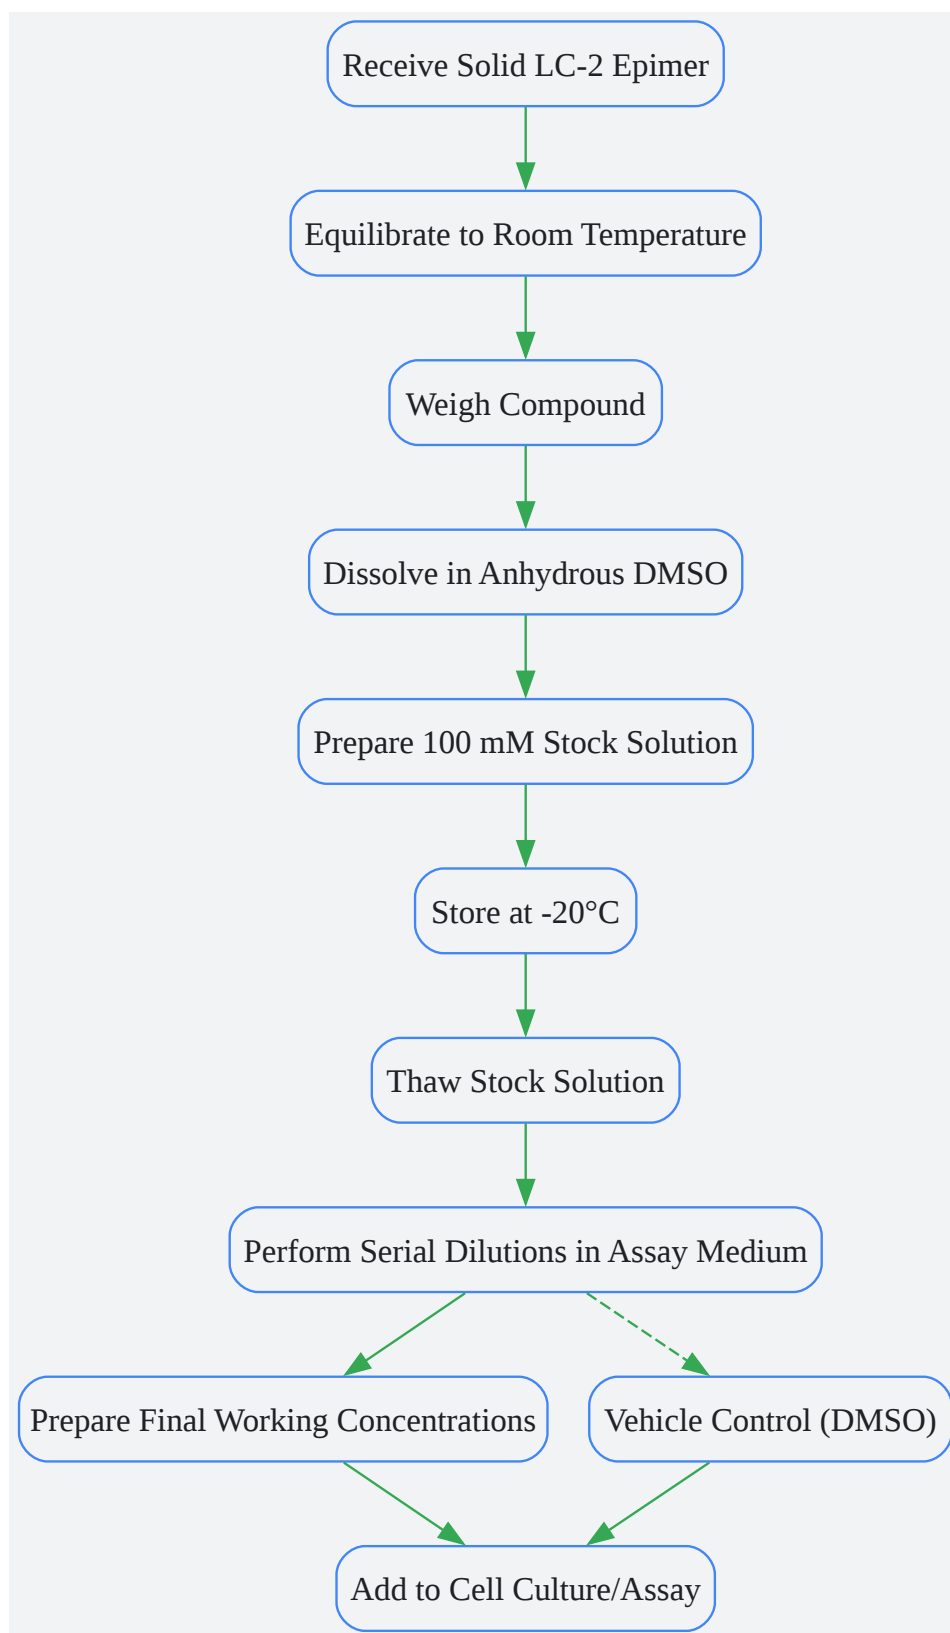 Receive Solid LC-2 Epimer
Equilibrate to Room Temperature
Weigh Compound
Dissolve in Anhydrous DMSO
Prepare 100 mM Stock Solution
Store at -20°C
Thaw Stock Solution
Perform Serial Dilutions in Assay Medium
Prepare Final Working Concentrations
Vehicle Control (DMSO)
Add to Cell Culture/Assay